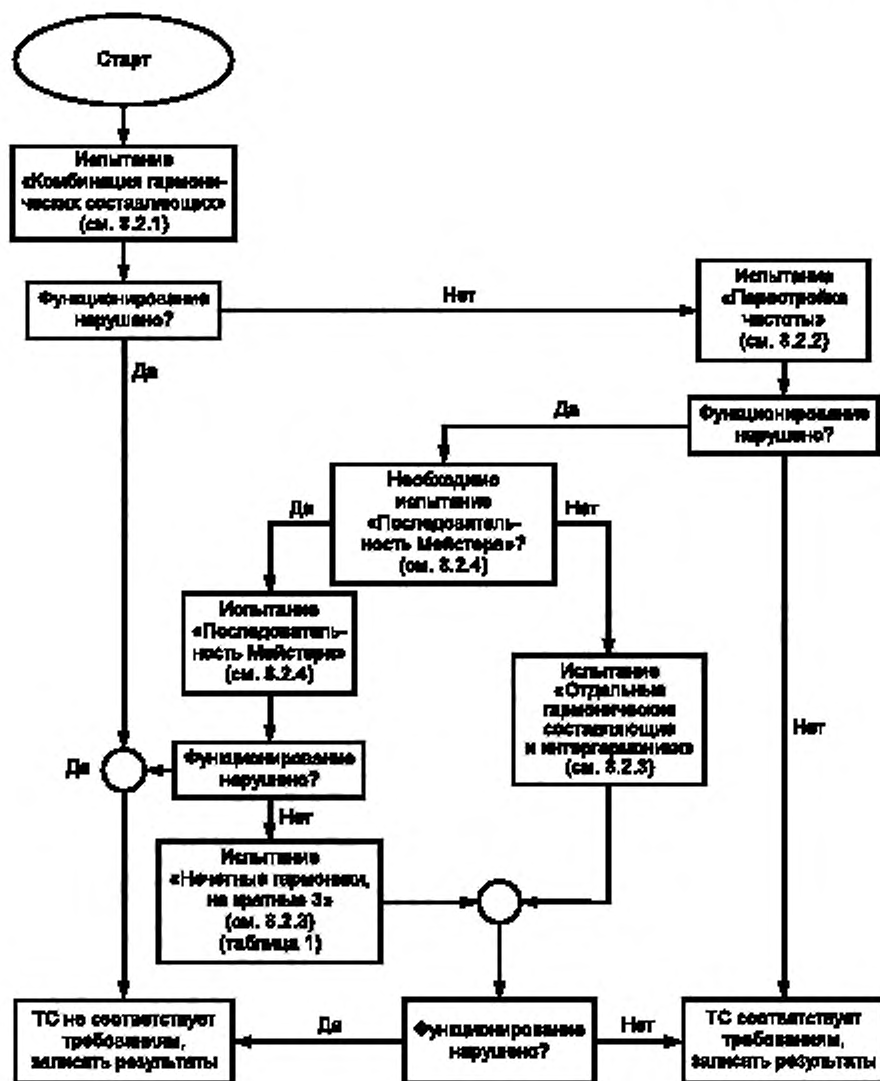 Старт
Испытание
«Комбинация гармони-
ческих составляющих»
(см. 8.2.1)
Функционирование
нарушено?
Нет
Испытание
«Перестройка
частоты»
(см. 8.2.2)
Да
Да
Функционирование
нарушено?
Необходимо
испытание
«Последователь-
ность Мейстера»?
(см. 8.2.4)
Да
Нет
Испытание
«Последователь-
ность Мейстера»
(см. 8.2.4)
Испытание
«Отдельные
гармонические
составляющие
и интергармоники»
(см. 8.2.3)
Нет
Да
Функционирование
нарушено?
Нет
Испытание
«Нечетные гармоники,
не кратные 3»
(см. 8.2.3)
(таблица 1)
ТС не соответствует
требованиям,
записать результаты
Да
Функционирование
нарушено?
Нет
ТС соответствует
требованиям,
записать результаты